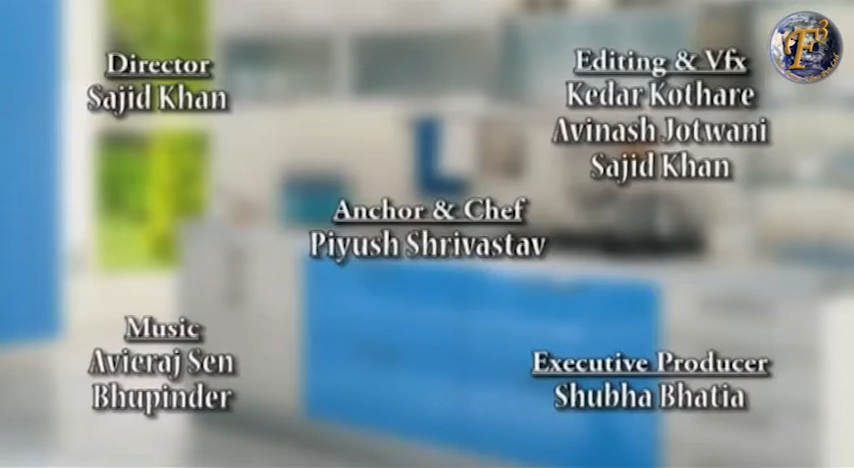 Director
Sajid Khan
Editing & Vfx
Kedar Kothare
Avinash Jotwani
Sajid Khan
Anchor & Chef
Piyush Shrivastav
Music
Avieraj Sen
Bhupinder
Executive Producer
Shubha Bhatia
F3